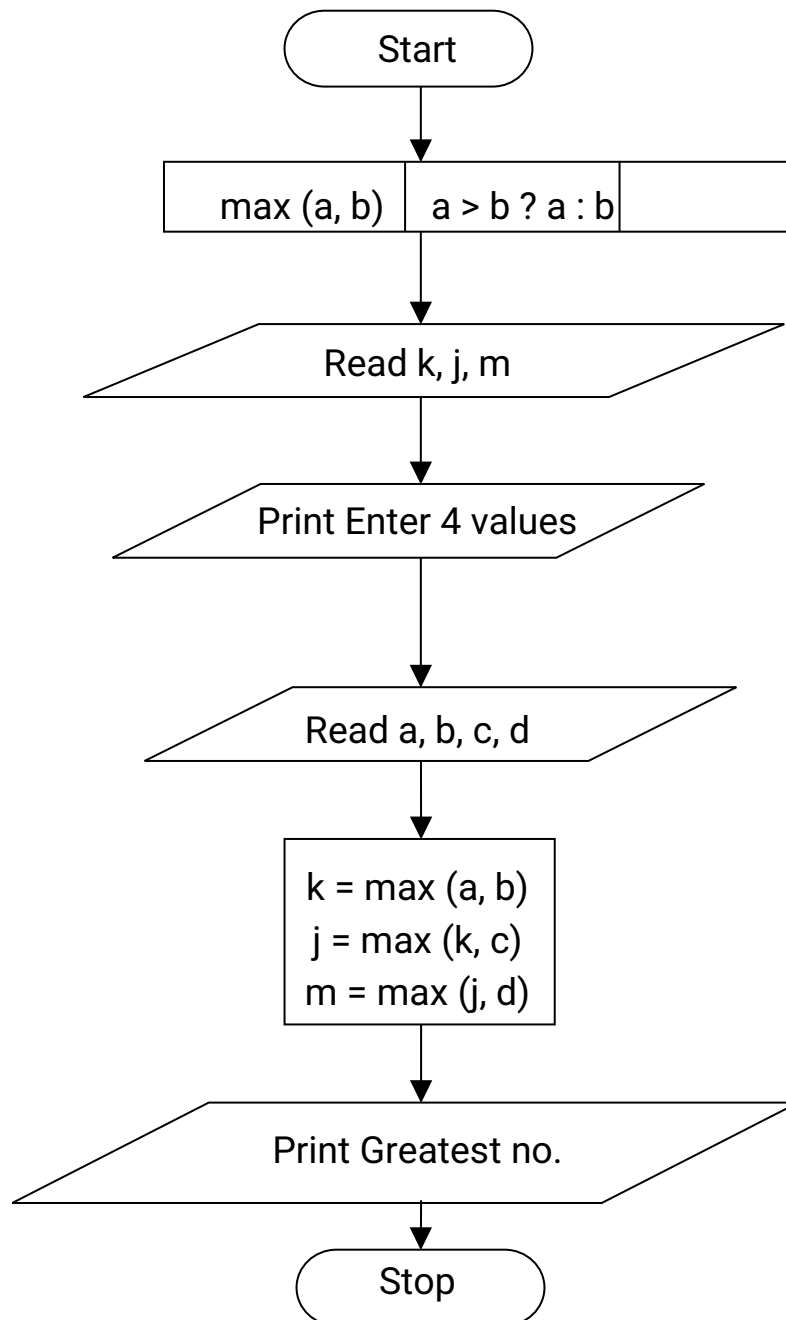 Start
max (a, b) a > b ? a : b
Read k, j, m
Print Enter 4 values
Read a, b, c, d
k = max (a, b)
j = max (k, c)
m = max (j, d)
Print Greatest no.
Stop